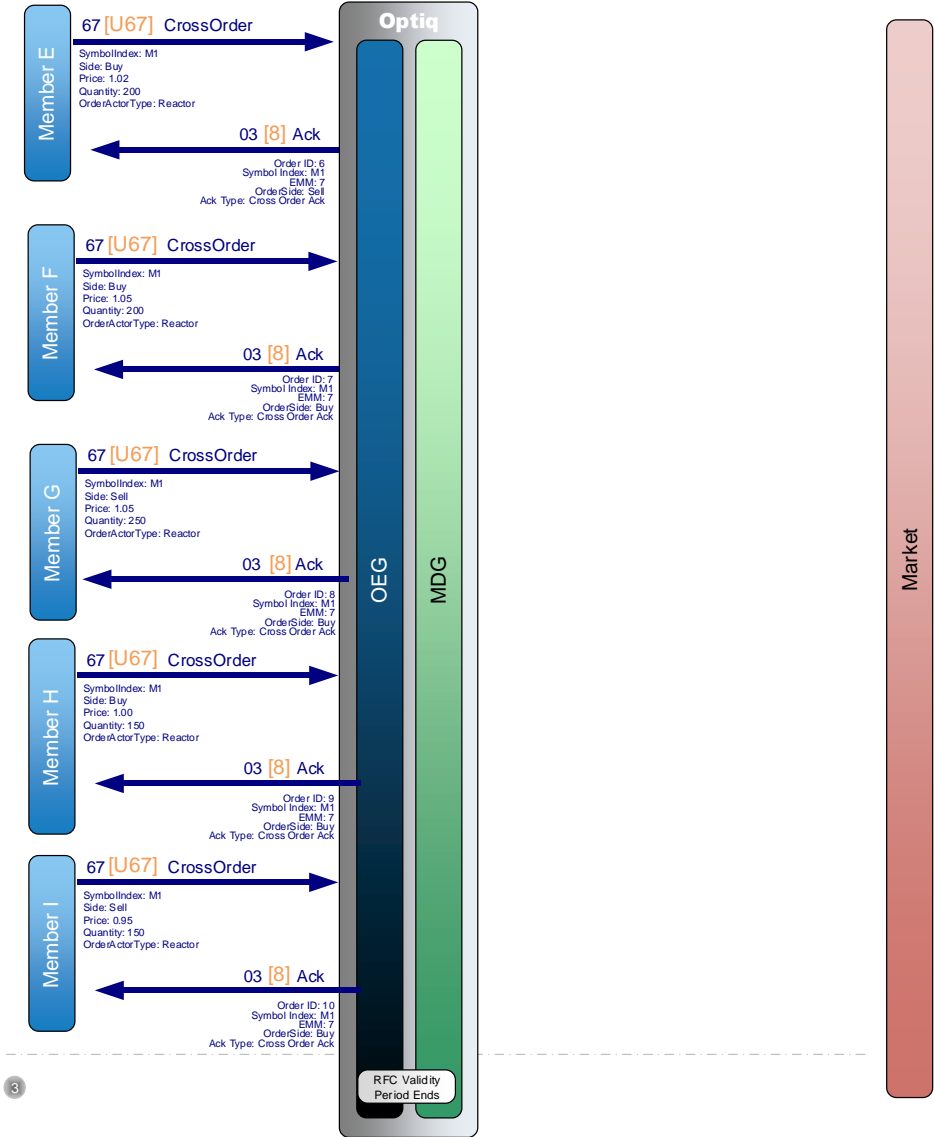 Optiq
67 [U67] CrossOrder
Member E
SymbolIndex: M1
Side: Buy
Price: 1.02
Quantity: 200
OrderActorType: Reactor
03 [8] Ack
Order ID: 6
Symbol Index: M1
EMM: 7
OrderSide: Sell
Ack Type: Cross Order Ack
67 [U67] CrossOrder
Member F
SymbolIndex: M1
Side: Buy
Price: 1.05
Quantity: 200
OrderActorType: Reactor
03 [8] Ack
Order ID: 7
Symbol Index: M1
EMM: 7
OrderSide: Buy
Ack Type: Cross Order Ack
67 [U67] CrossOrder
Member G
SymbolIndex: M1
Side: Sell
Price: 1.05
Quantity: 250
OrderActorType: Reactor
03 [8] Ack
Order ID: 8
Symbol Index: M1
EMM: 7
OrderSide: Buy
Ack Type: Cross Order Ack
OEG
MDG
Market
67 [U67] CrossOrder
Member H
SymbolIndex: M1
Side: Buy
Price: 1.00
Quantity: 150
OrderActorType: Reactor
03 [8] Ack
Order ID: 9
Symbol Index: M1
EMM: 7
OrderSide: Buy
Ack Type: Cross Order Ack
67 [U67] CrossOrder
Member I
SymbolIndex: M1
Side: Sell
Price: 0.95
Quantity: 150
OrderActorType: Reactor
03 [8] Ack
Order ID: 10
Symbol Index: M1
EMM: 7
OrderSide: Buy
Ack Type: Cross Order Ack
3
RFC Validity
Period Ends